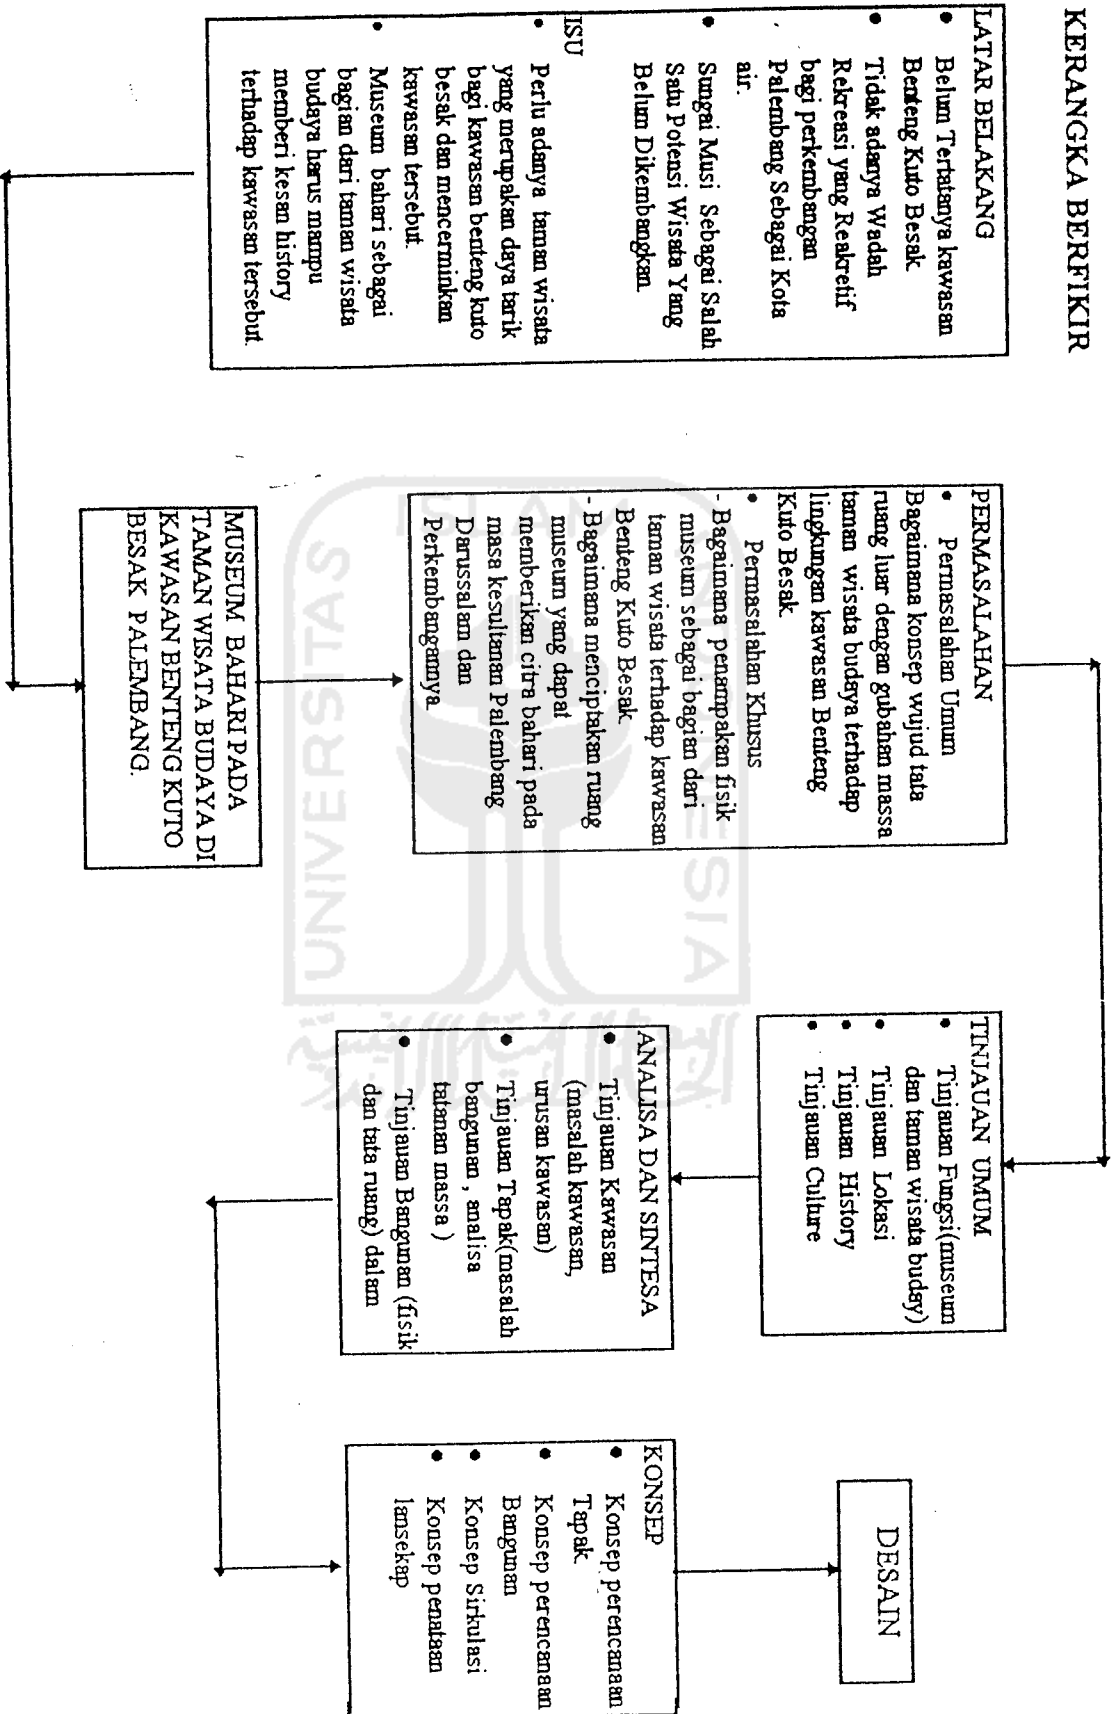 KERANGKA BERFIKIR
LATAR BELAKANG
• Belum Tertatanya kawasan
Benteng Kuto Besak
• Tidak adanya Wadah
Rekreasi yang Reakretif
bagi perkembangan
Palembang Sebagai Kota
air.
• Sungai Musi Sebagai Salah
Satu Potensi Wisata Yang
Belum Dikembangkan.
ISU
• Perlu adanya taman wisata
yang merupakan daya tarik
bagi kawasan benteng kuto
besak dan mencerminkan
kawasan tersebut.
• Museum bahari sebagai
bagian dari taman wisata
budaya harus mampu
memberi kesan history
terhadap kawasan tersebut.
MUSEUM BAHARI PADA
TAMAN WISATA BUDAYA DI
KAWASAN BENTENG KUTO
BESAK PALEMBANG.
PERMASALAHAN
• Permasalahan Umum
Bagaimana konsep wujud tata
ruang luar dengan gubahan massa
taman wisata budaya terhadap
lingkungan kawasan Benteng
Kuto Besak.
• Permasalahan Khusus
- Bagaimana penampakan fisik
museum sebagai bagian dari
taman wisata terhadap kawasan
Benteng Kuto Besak.
- Bagaimana menciptakan ruang
museum yang dapat
memberikan citra bahari pada
masa kesultanan Palembang
Darussalam dan
Perkembangannya
TINJAUAN UMUM
• Tinjauan Fungsi(museum
dan taman wisata buday)
• Tinjauan Lokasi
• Tinjauan History
• Tinjauan Culture
ANALISA DAN SINTESA
• Tinjauan Kawasan
(masalah kawasan,
urusan kawasan)
• Tinjauan Tapak(masalah
bangunan , analisa
tatanan massa )
• Tinjauan Bangunan (fisik
dan tata ruang) dalam
KONSEP
• Konsep perencanaan
Tapak.
• Konsep perencanaan
Bangunan
• Konsep Sirkulasi
• Konsep penataan
lansekap
DESAIN
UNIVERSITAS
ISLAM
INDONESIA